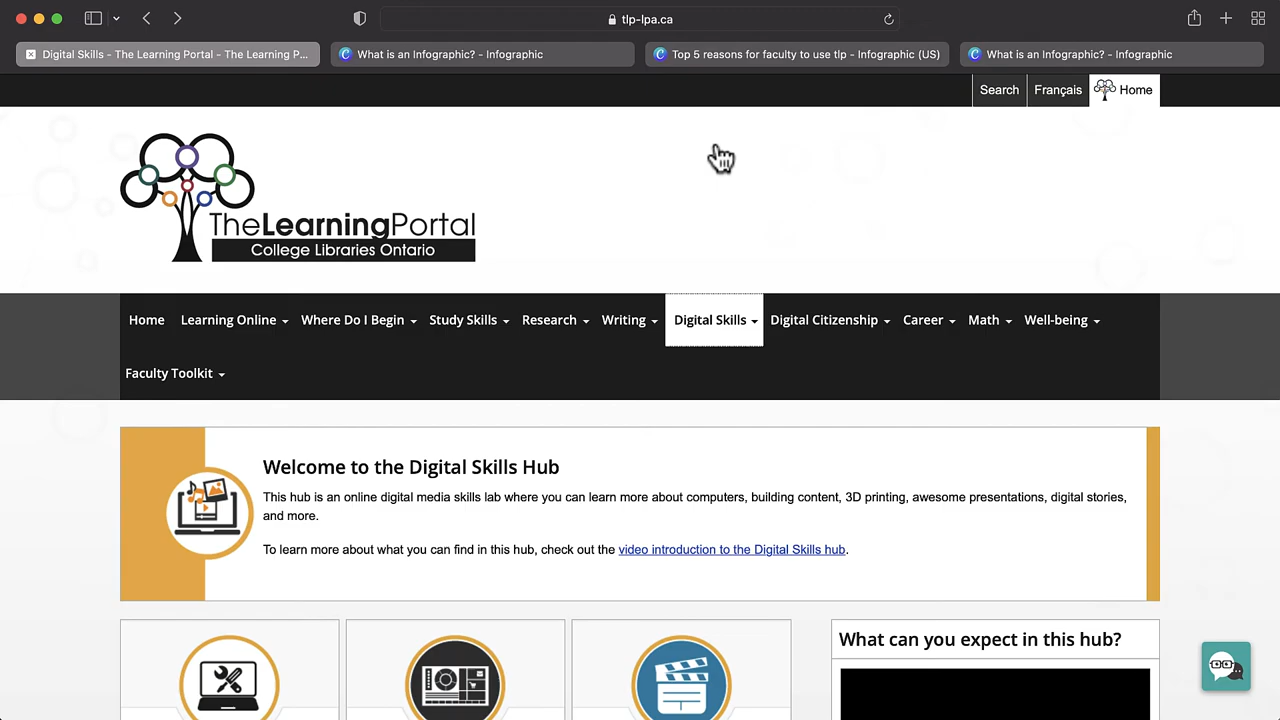 tlp-lpa.ca
Digital Skills - The Learning Portal - The Learning P...
What is an Infographic? - Infographic
Top 5 reasons for faculty to use tlp - Infographic (US)
What is an Infographic? - Infographic
Search
Français
Home
TheLearningPortal
College Libraries Ontario
Home Learning Online Where Do I Begin Study Skills Research Writing Digital Skills Digital Citizenship Career Math Well-being
Faculty Toolkit
Welcome to the Digital Skills Hub
This hub is an online digital media skills lab where you can learn more about computers, building content, 3D printing, awesome presentations, digital stories,
and more.
To learn more about what you can find in this hub, check out the video introduction to the Digital Skills hub.
What can you expect in this hub?